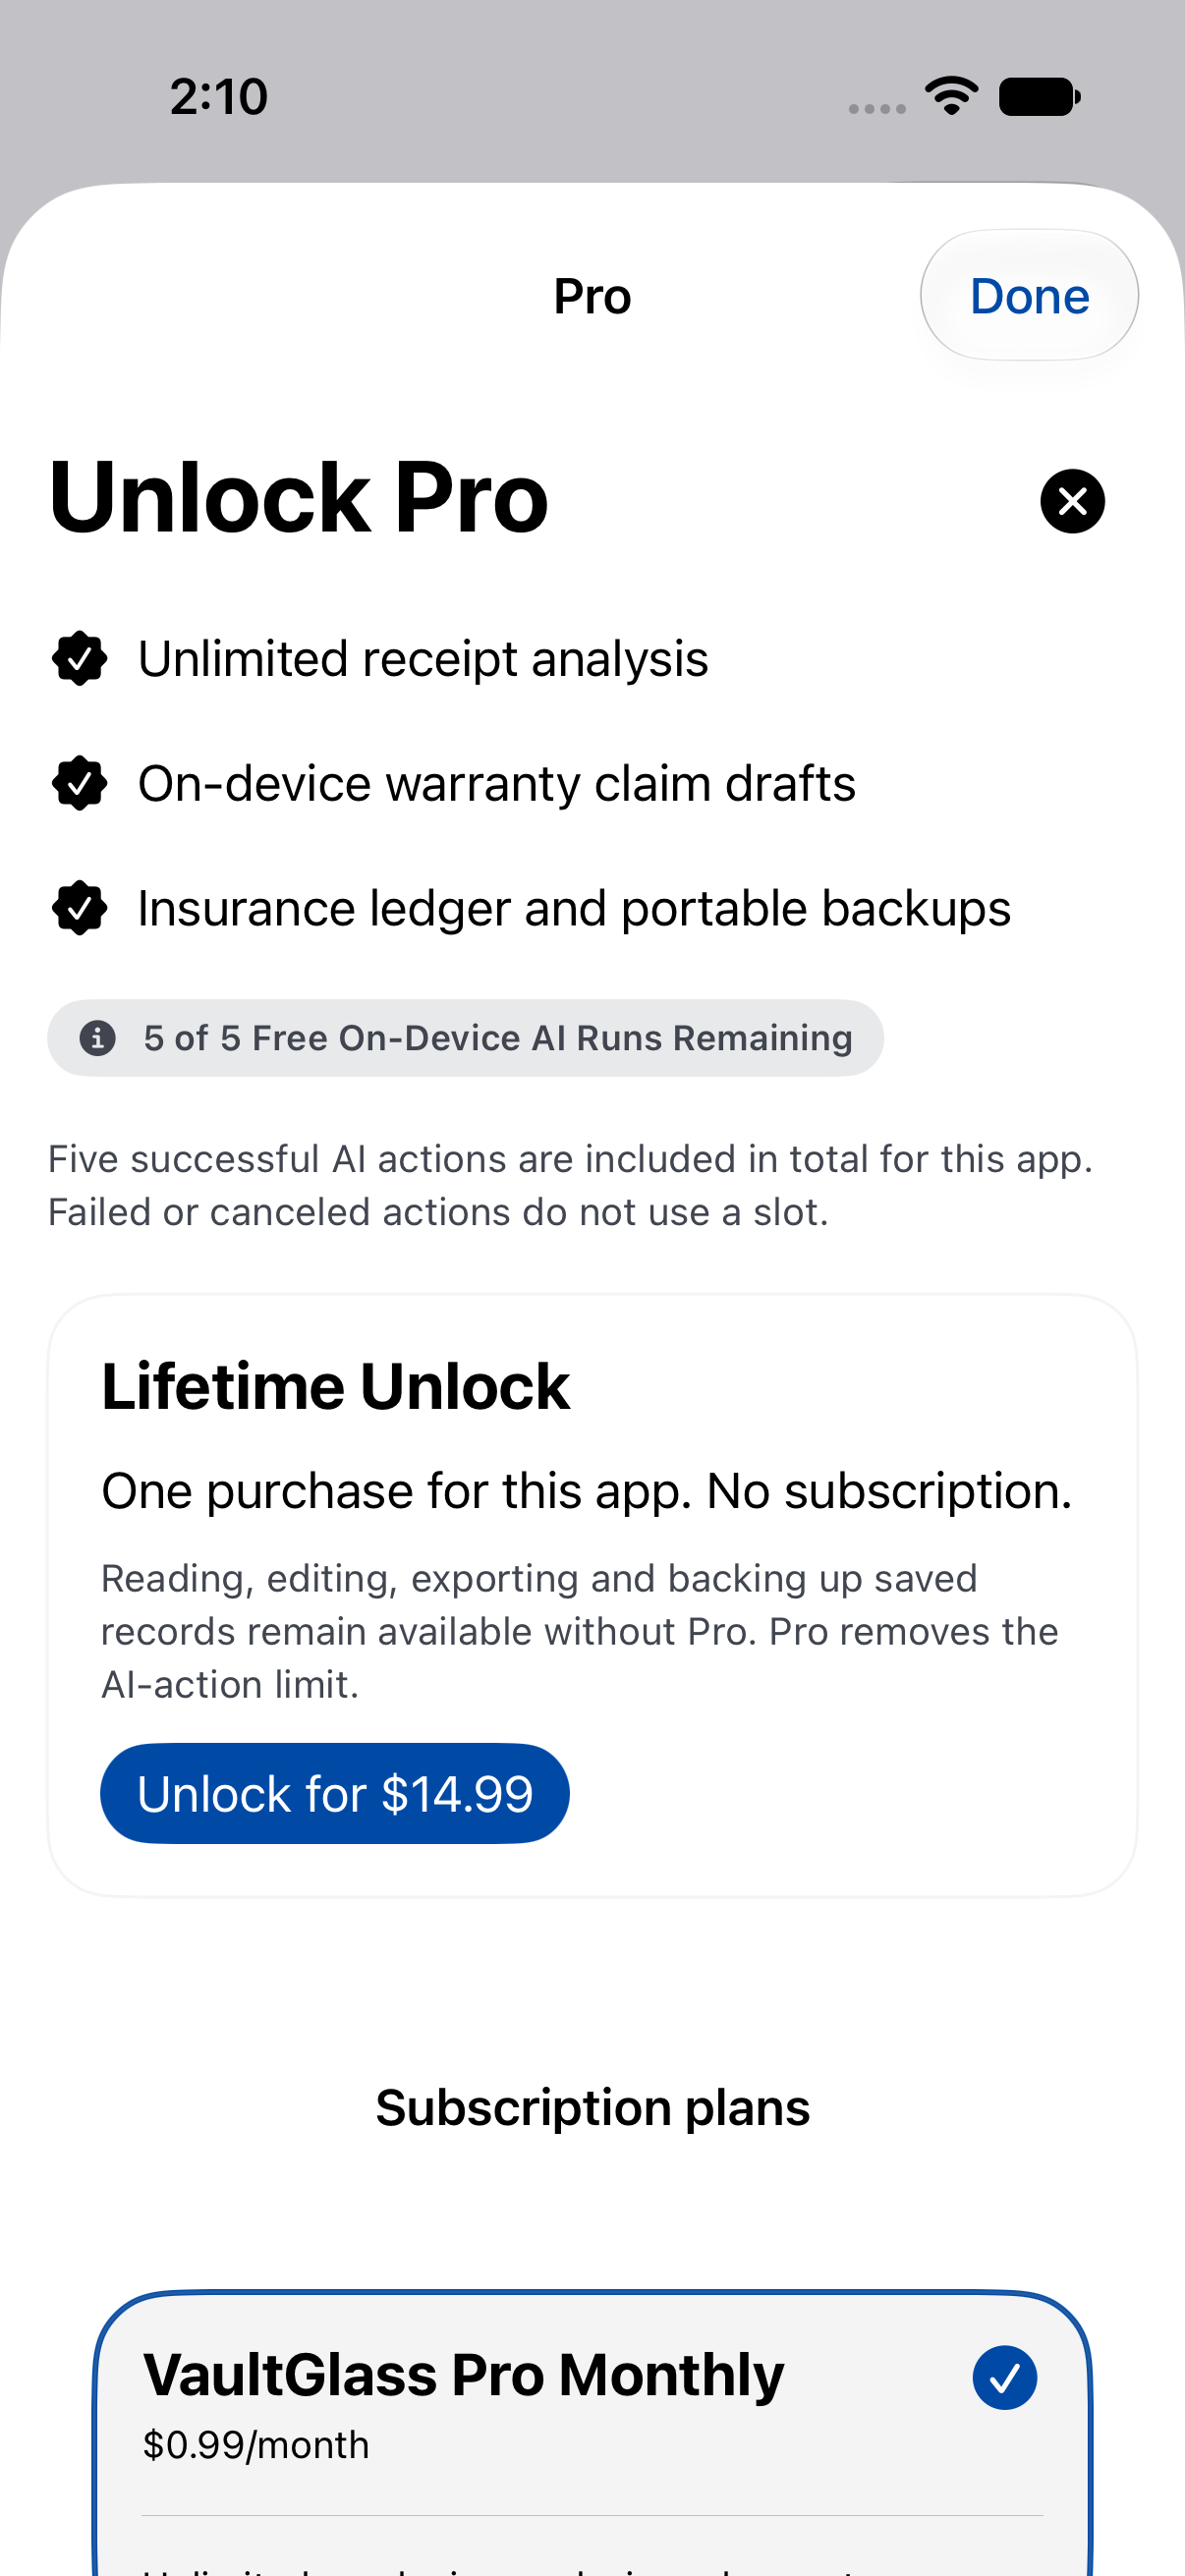 2:10
Pro
Done
Unlock Pro
Unlimited receipt analysis
On-device warranty claim drafts
Insurance ledger and portable backups
5 of 5 Free On-Device AI Runs Remaining
Five successful AI actions are included in total for this app.
Failed or canceled actions do not use a slot.
Lifetime Unlock
One purchase for this app. No subscription.
Reading, editing, exporting and backing up saved
records remain available without Pro. Pro removes the
AI-action limit.
Unlock for $14.99
Subscription plans
VaultGlass Pro Monthly
$0.99/month